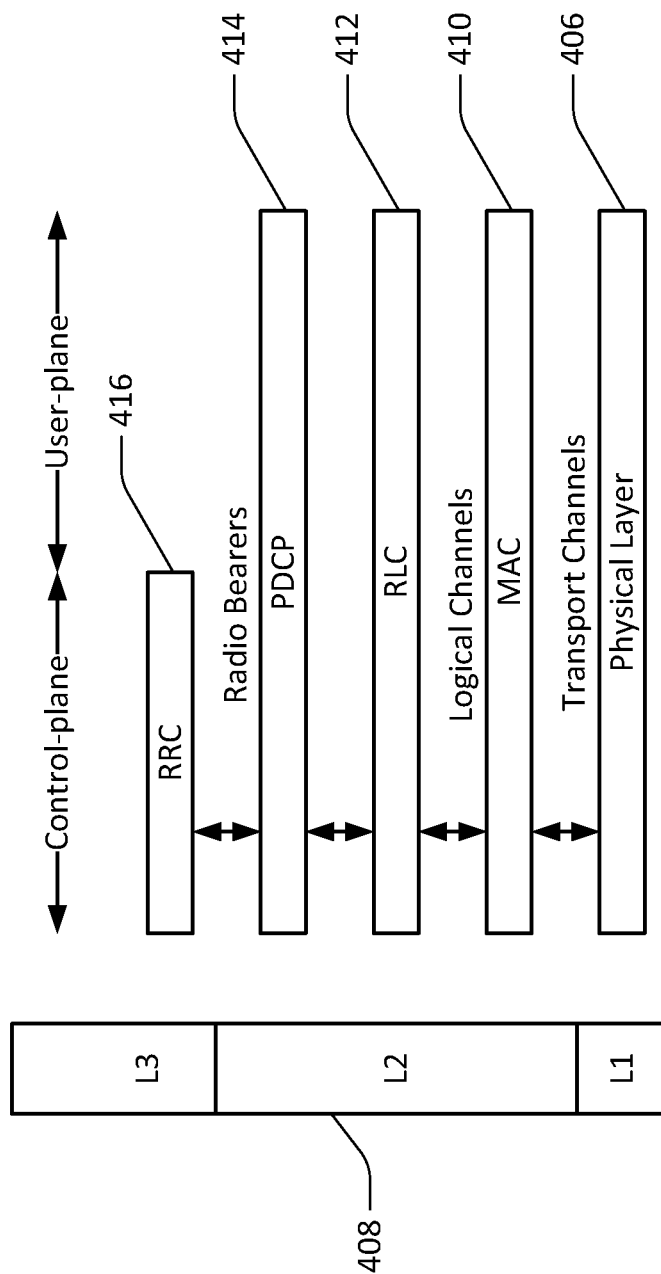 Control-plane
User-plane
416
RRC
L3
Radio Bearers
414
PDCP
412
RLC
L2
408
Logical Channels
410
MAC
Transport Channels
406
Physical Layer
L1